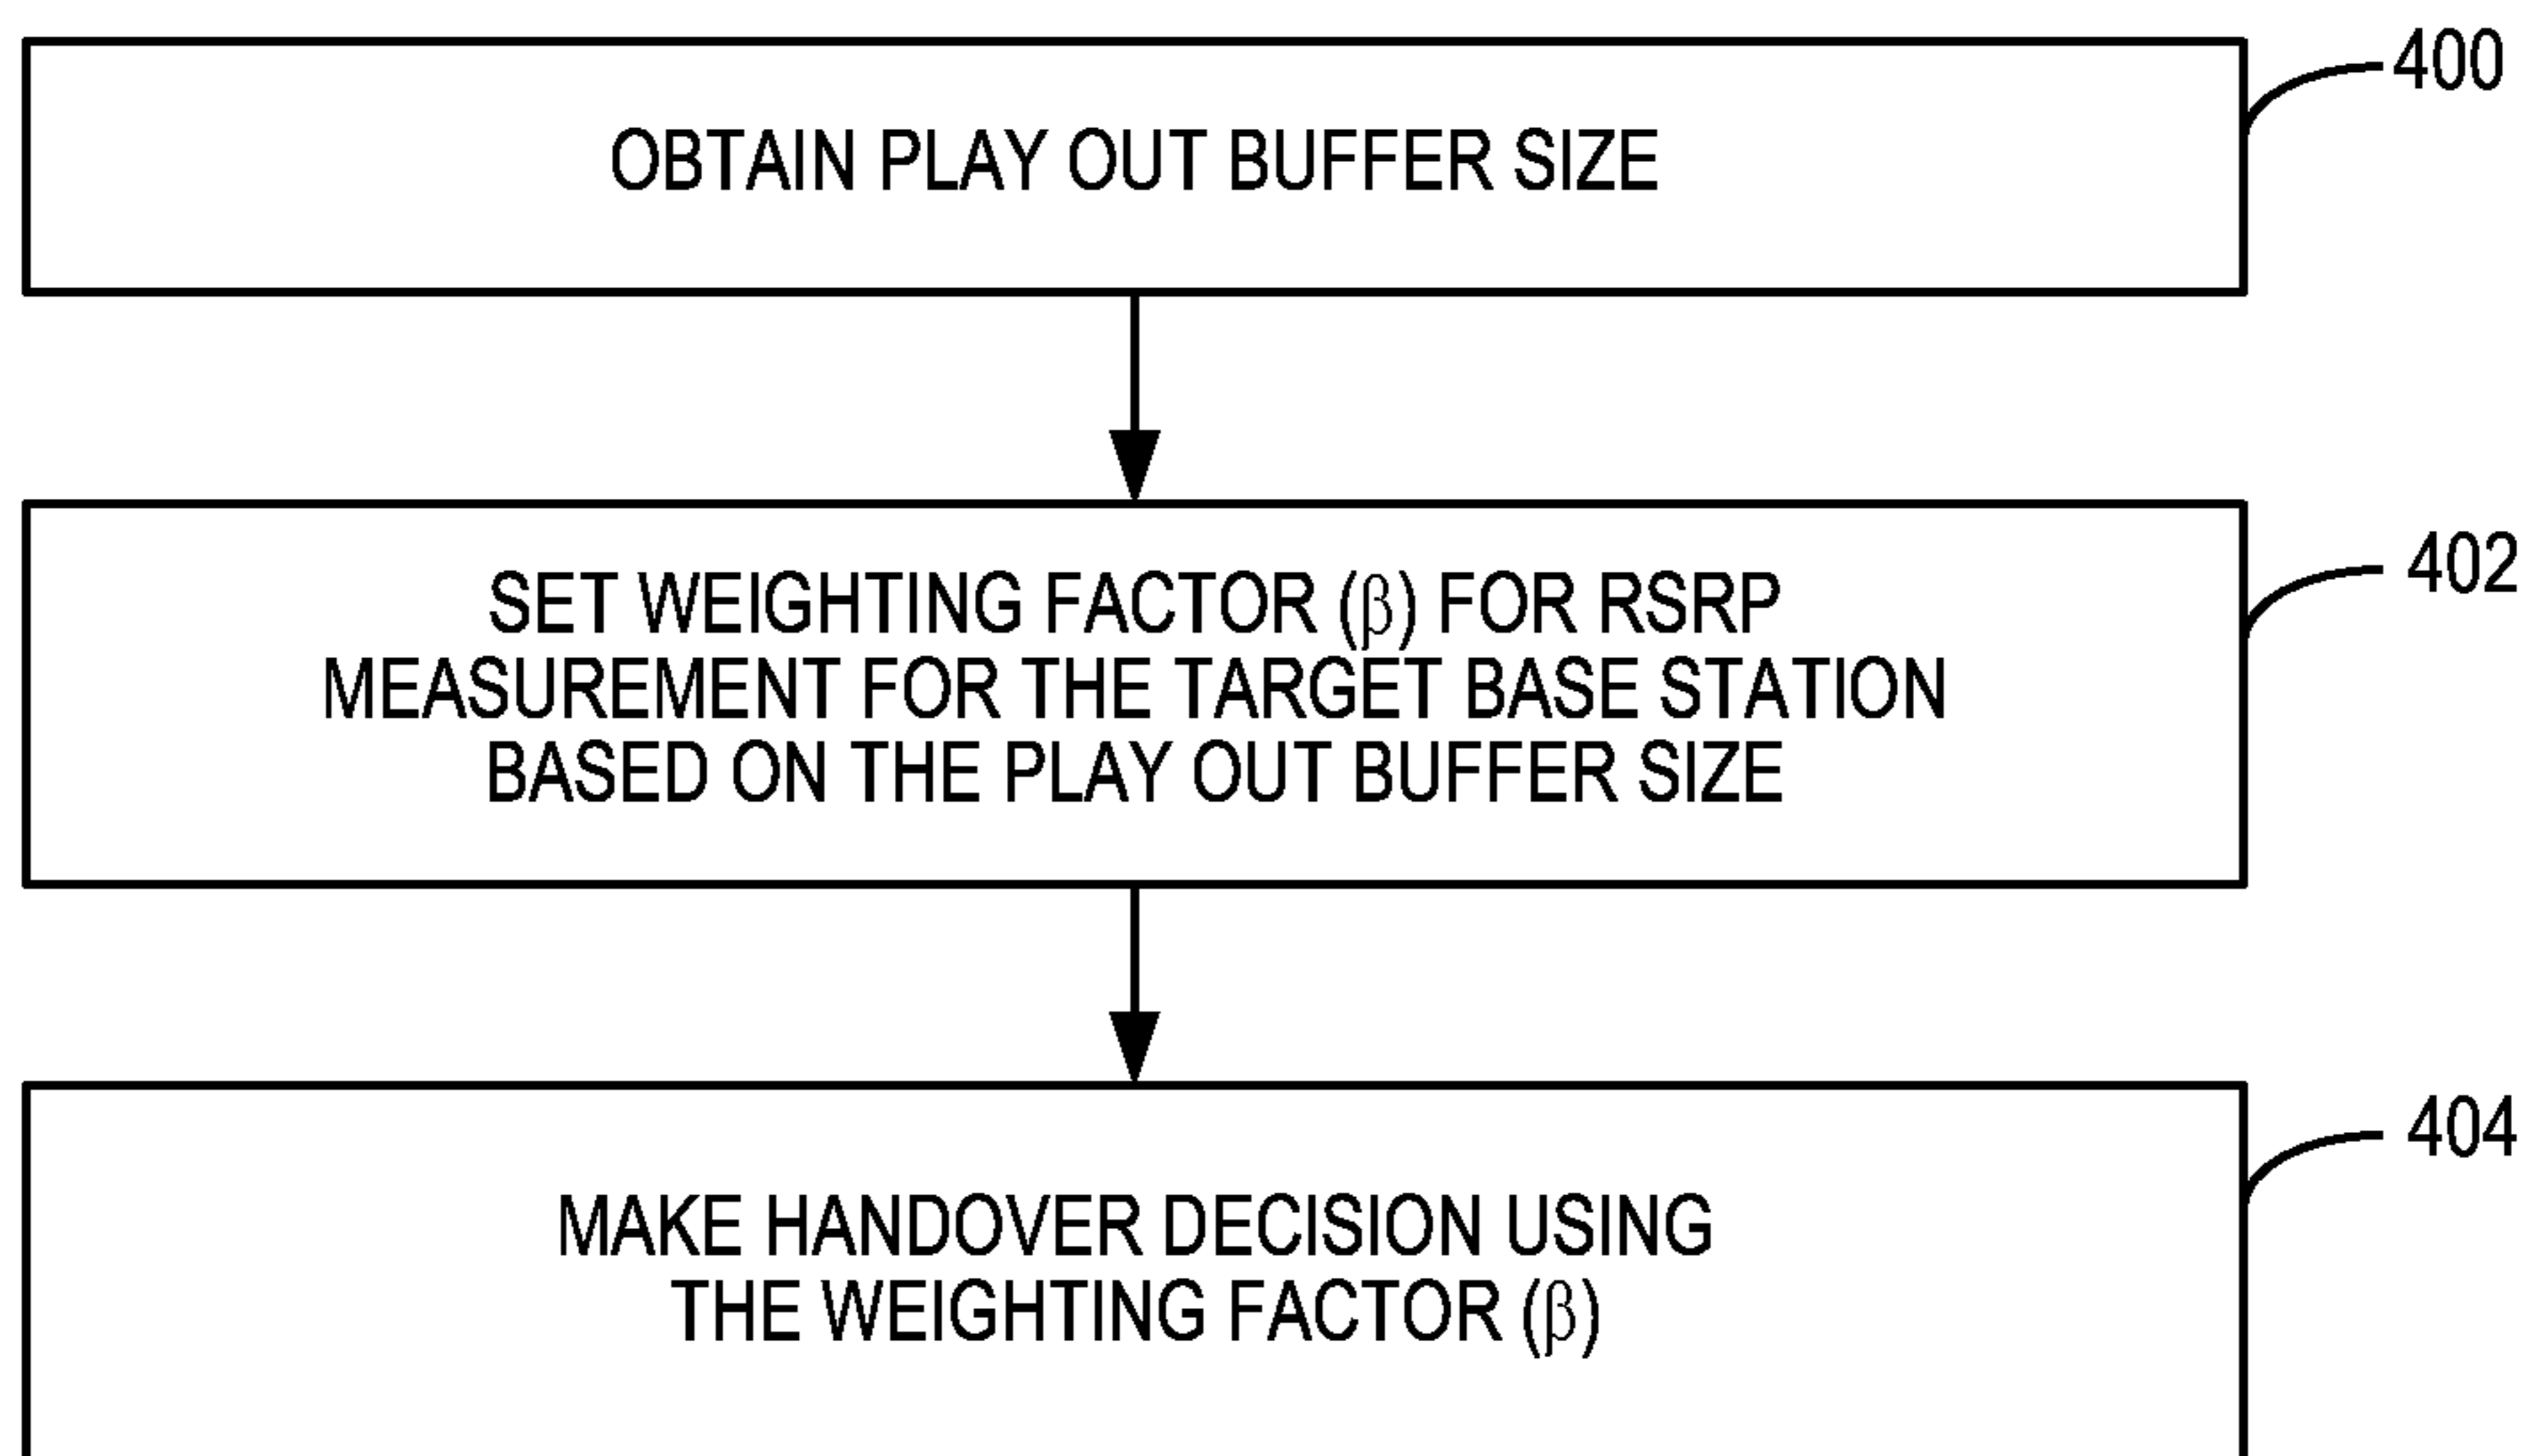 400
OBTAIN PLAY OUT BUFFER SIZE
402
SET WEIGHTING FACTOR (β) FOR RSRP
MEASUREMENT FOR THE TARGET BASE STATION
BASED ON THE PLAY OUT BUFFER SIZE
404
MAKE HANDOVER DECISION USING
THE WEIGHTING FACTOR (β)